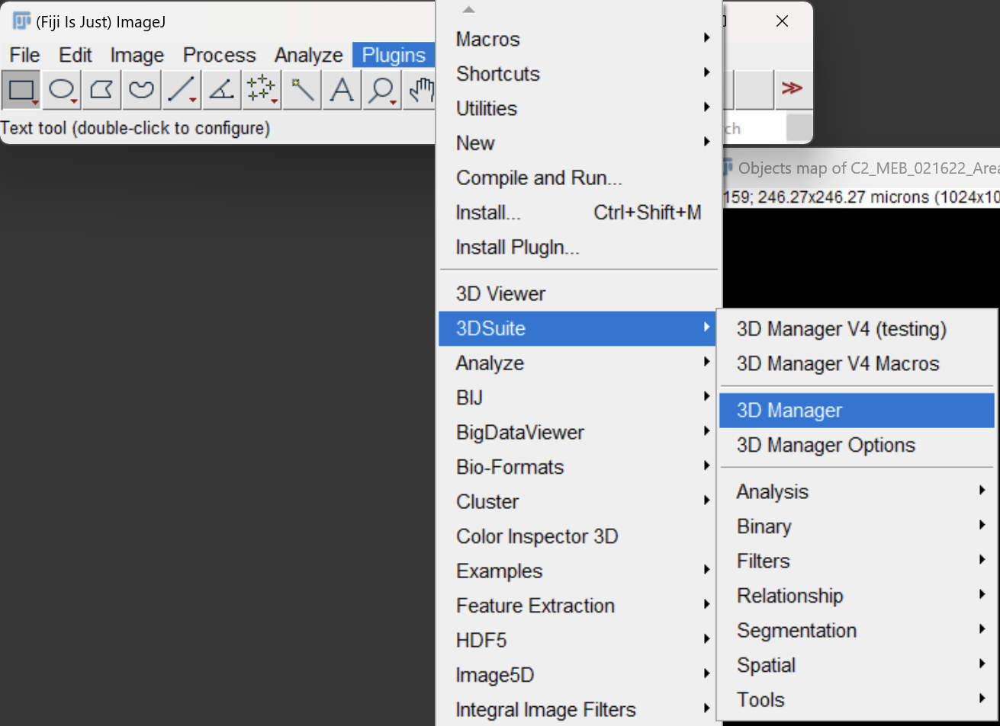 (Fiji Is Just) ImageJ
File Edit Image Process Analyze Plugins
Text tool (double-click to configure)
Macros
Shortcuts
Utilities
New
Compile and Run...
Install... Ctrl+Shift+M
Install PlugIn...
3D Viewer
3DSuite
Analyze
BIJ
BigDataViewer
Bio-Formats
Cluster
Color Inspector 3D
Examples
Feature Extraction
HDF5
Image5D
Integral Image Filters
Objects map of C2_MEB_021622_Area
159; 246.27x246.27 microns (1024x10
3D Manager V4 (testing)
3D Manager V4 Macros
3D Manager
3D Manager Options
Analysis
Binary
Filters
Relationship
Segmentation
Spatial
Tools